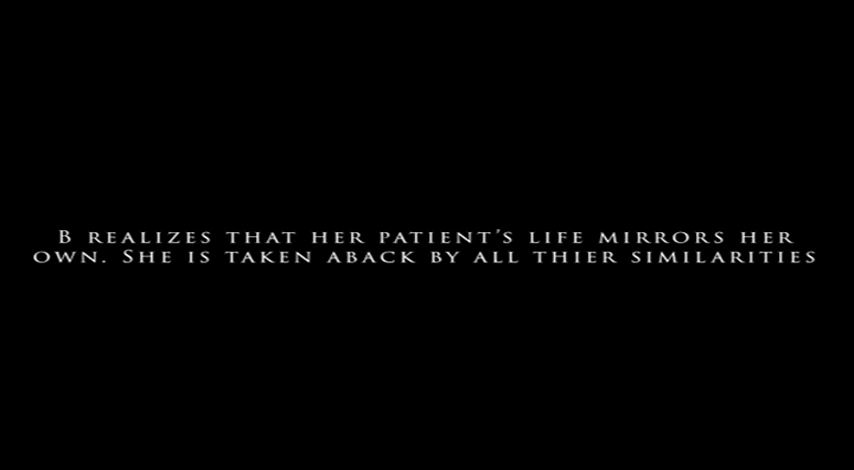 B realizes that her patient's life mirrors her
own. She is taken aback by all thier similarities